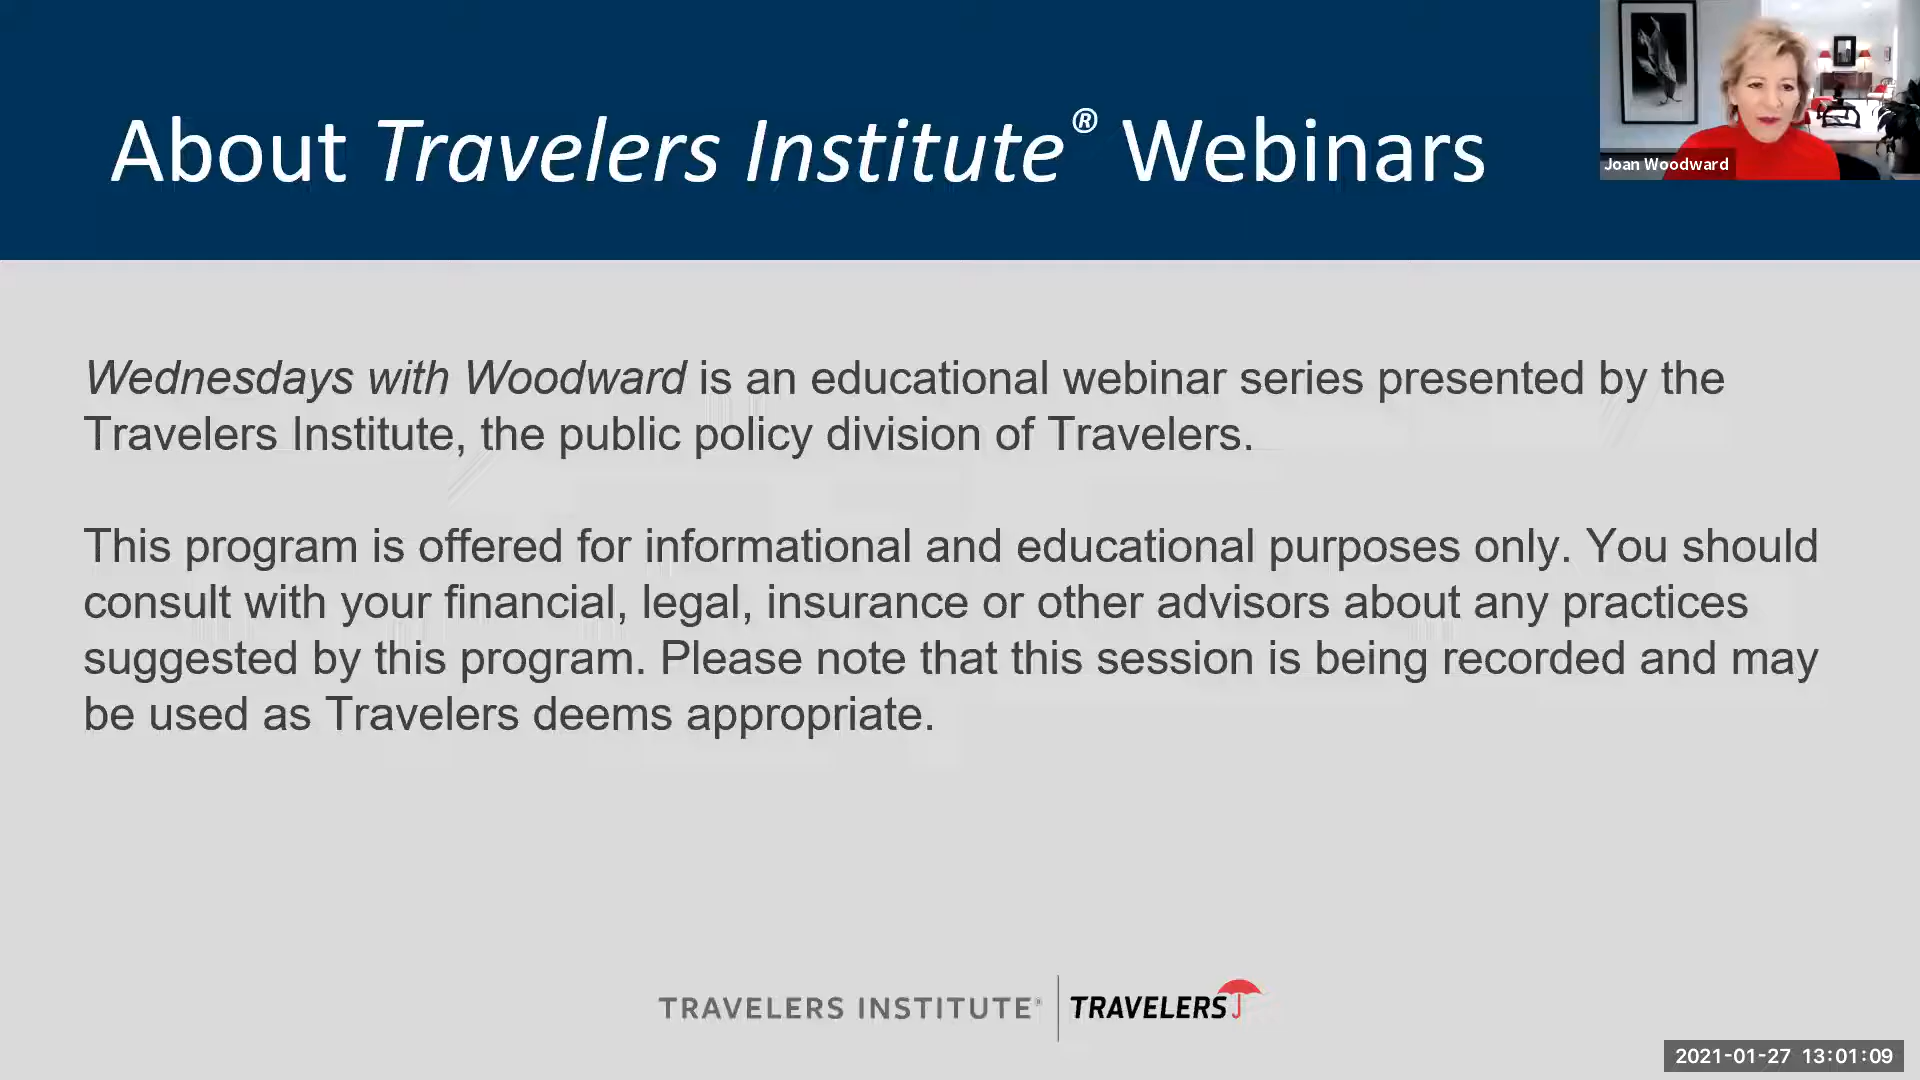 About Travelers Institute® Webinars
Joan Woodward
Wednesdays with Woodward is an educational webinar series presented by the
Travelers Institute, the public policy division of Travelers.
This program is offered for informational and educational purposes only. You should
consult with your financial, legal, insurance or other advisors about any practices
suggested by this program. Please note that this session is being recorded and may
be used as Travelers deems appropriate.
TRAVELERS INSTITUTE® TRAVELERS
2021-01-27 13:01:09